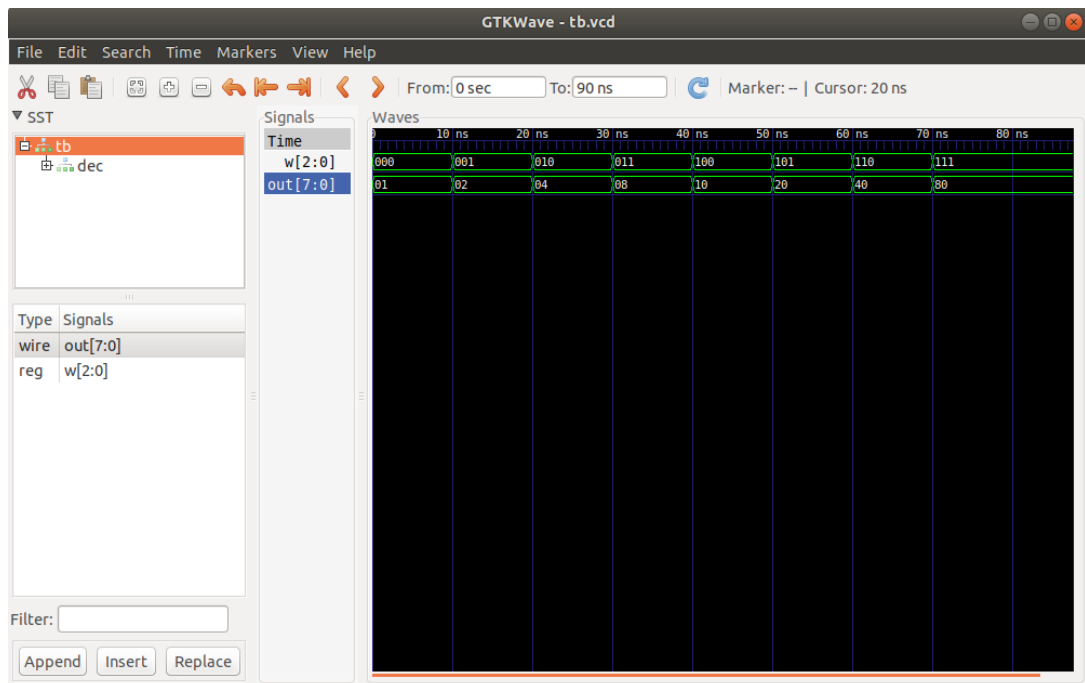 GTKWave - tb.vcd
File Edit Search Time Markers View Help
From: 0 sec To: 90 ns Marker: -- | Cursor: 20 ns
SST
tb
dec
Type Signals
wire out[7:0]
reg w[2:0]
Filter:
Append Insert Replace
Signals
Time
w[2:0]
out[7:0]
Waves
0 10 ns 20 ns 30 ns 40 ns 50 ns 60 ns 70 ns 80 ns
000 001 010 011 100 101 110 111
01 02 04 08 10 20 40 80